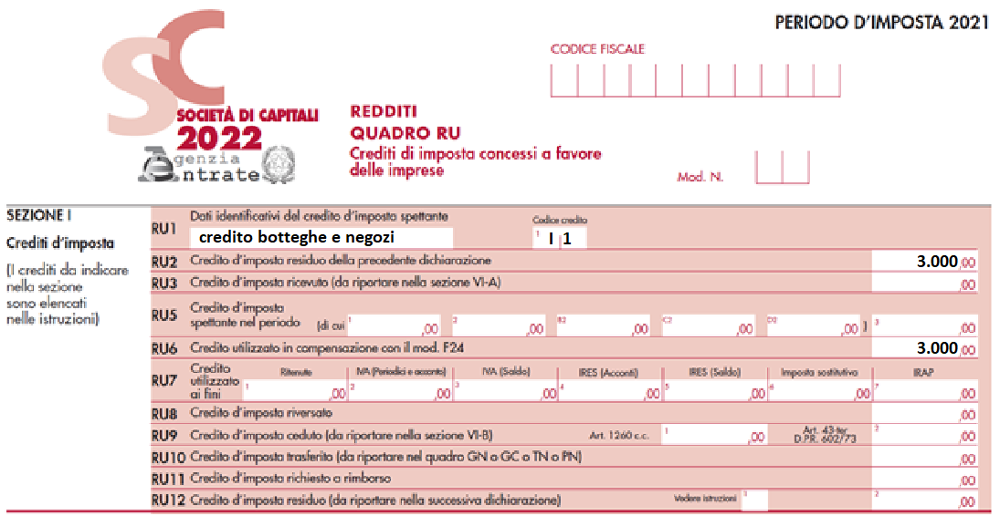 SC
PERIODO D'IMPOSTA 2021
CODICE FISCALE
SOCIETÀ DI CAPITALI
2022
genzia
ntrate
REDDITI
QUADRO RU
Crediti di imposta concessi a favore
delle imprese
Mod. N.
SEZIONE I
Crediti d'imposta
(I crediti da indicare
nella sezione
sono elencati
nelle istruzioni)
RU1 Dati identificativi del credito d'imposta spettante Codice credito
credito botteghe e negozi 1 I 1
RU2 Credito d'imposta residuo della precedente dichiarazione 3.000 ,00
RU3 Credito d'imposta ricevuto (da riportare nella sezione VI-A) ,00
RU5 Credito d'imposta
spettante nel periodo (di cui 1 ,00 2 ,00 B2 ,00 C2 ,00 D2 ,00 ) 3 ,00
RU6 Credito utilizzato in compensazione con il mod. F24 3.000 ,00
RU7 Credito utilizzato ai fini
Ritenute IVA (Periodici e acconto) IVA (Saldo) IRES (Acconti) IRES (Saldo) Imposta sostitutiva IRAP
1 ,00 2 ,00 3 ,00 4 ,00 5 ,00 6 ,00 7 ,00
RU8 Credito d'imposta riversato ,00
RU9 Credito d'imposta ceduto (da riportare nella sezione VI-B) Art. 1260 c.c. 1 ,00 Art. 43-ter D.P.R. 602/73 2 ,00
RU10 Credito d'imposta trasferito (da riportare nel quadro GN o GC o TN o PN) ,00
RU11 Credito d'imposta richiesto a rimborso ,00
RU12 Credito d'imposta residuo (da riportare nella successiva dichiarazione) Vedere istruzioni 1 2 ,00